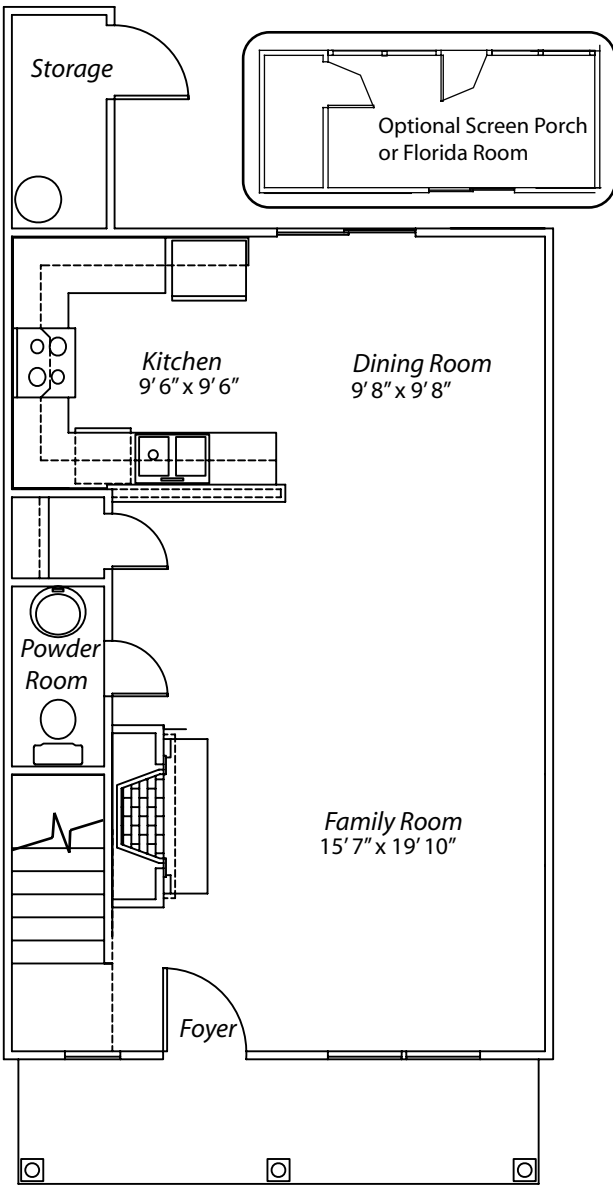 Storage
Optional Screen Porch
or Florida Room
Kitchen
9’ 6” x 9’ 6”
Dining Room
9’ 8” x 9’ 8”
Powder
Room
Family Room
15’ 7” x 19’ 10”
Foyer